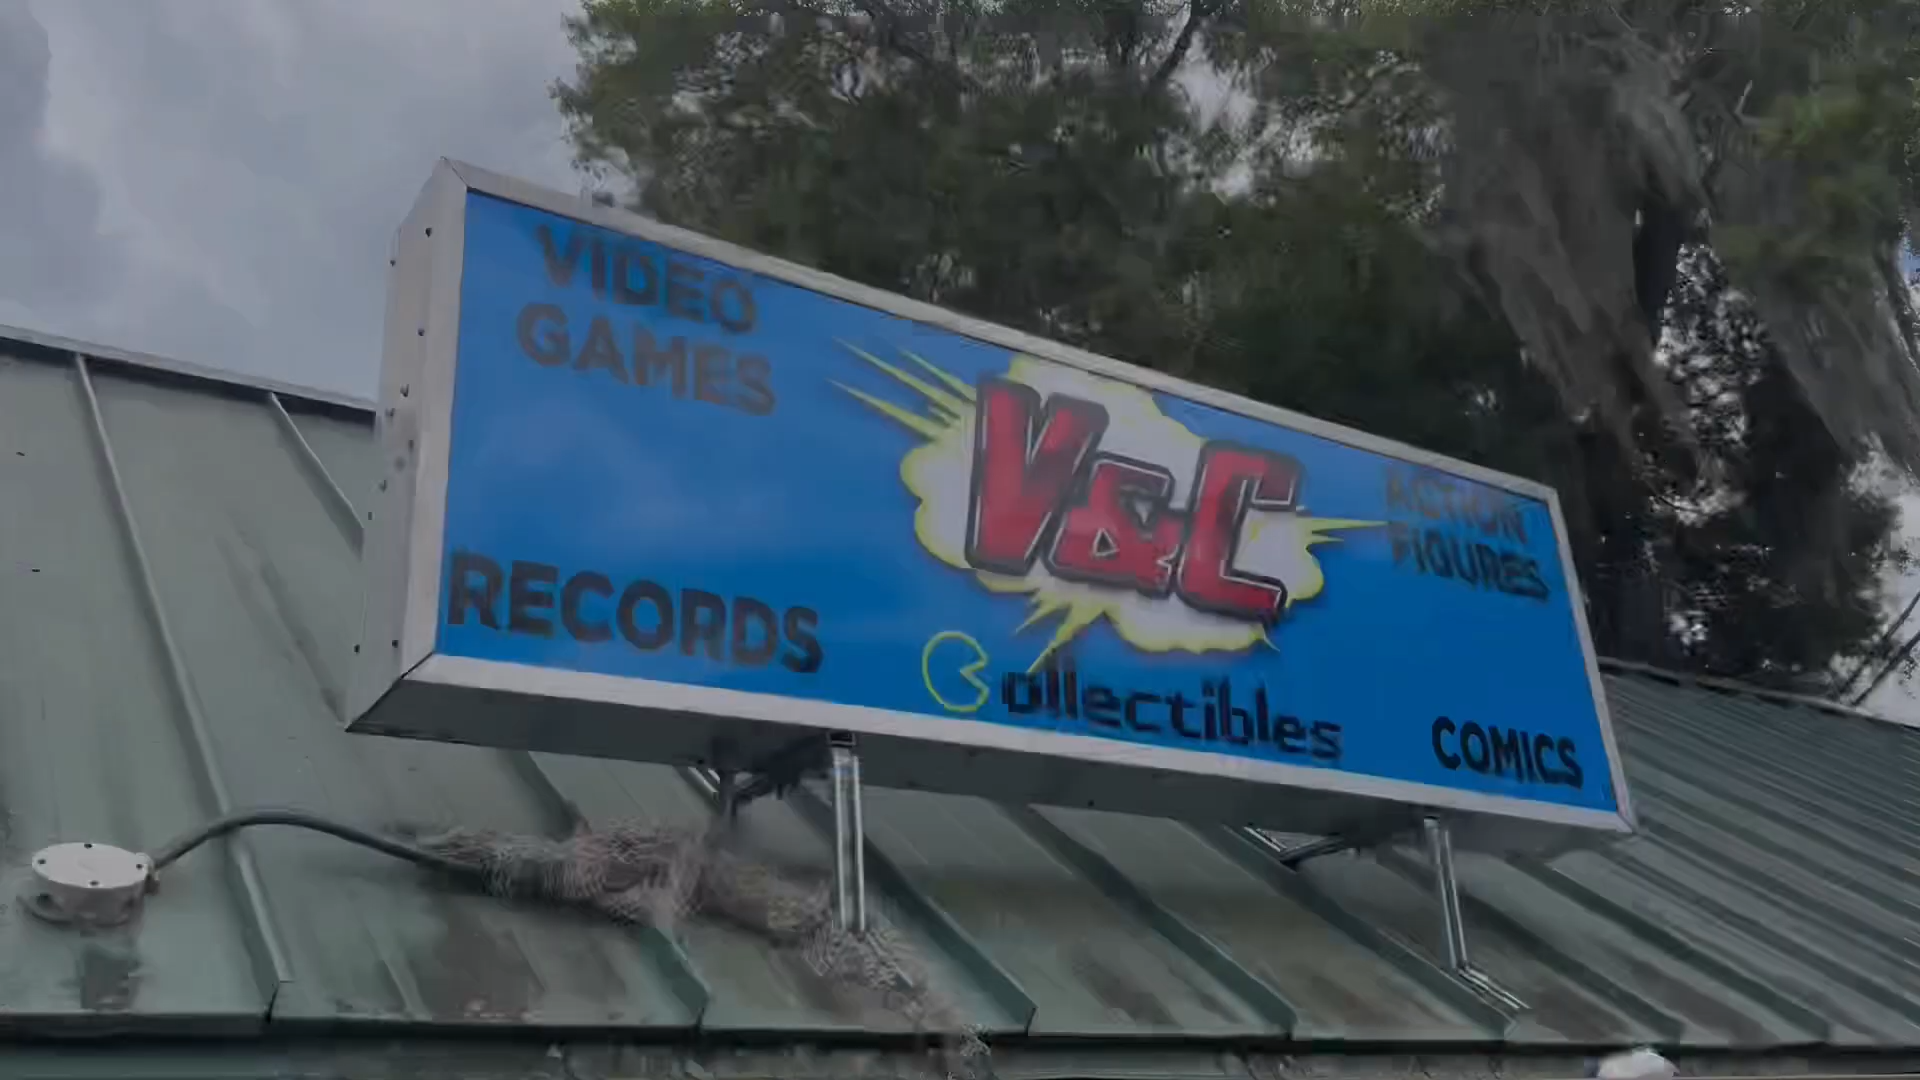 VIDEO
GAMES
RECORDS
V&C
Collectibles
ACTION
FIGURES
COMICS